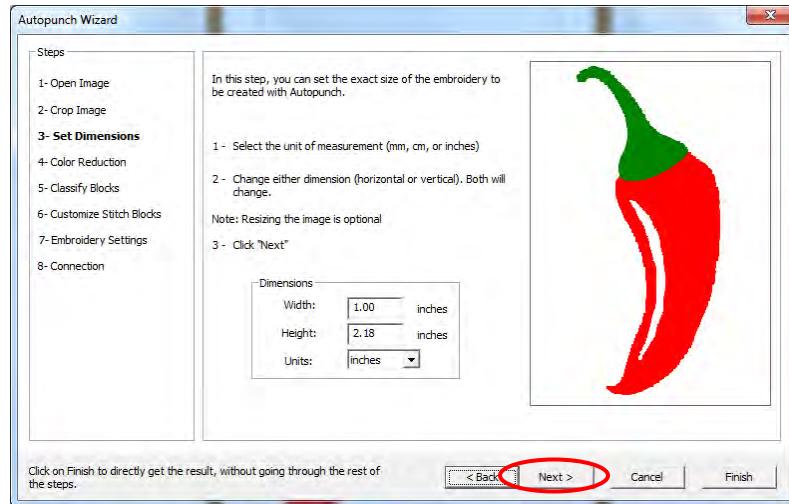 Autopunch Wizard
Steps
1- Open Image
2- Crop Image
3- Set Dimensions
4- Color Reduction
5- Classify Blocks
6- Customize Stitch Blocks
7- Embroidery Settings
8- Connection
In this step, you can set the exact size of the embroidery to
be created with Autopunch.
1 - Select the unit of measurement (mm, cm, or inches)
2 - Change either dimension (horizontal or vertical). Both will
change.
Note: Resizing the image is optional
3 - Click "Next"
Dimensions
Width: 1.00 inches
Height: 2.18 inches
Units: inches
Click on Finish to directly get the result, without going through the rest of
the steps.
< Back Next > Cancel Finish